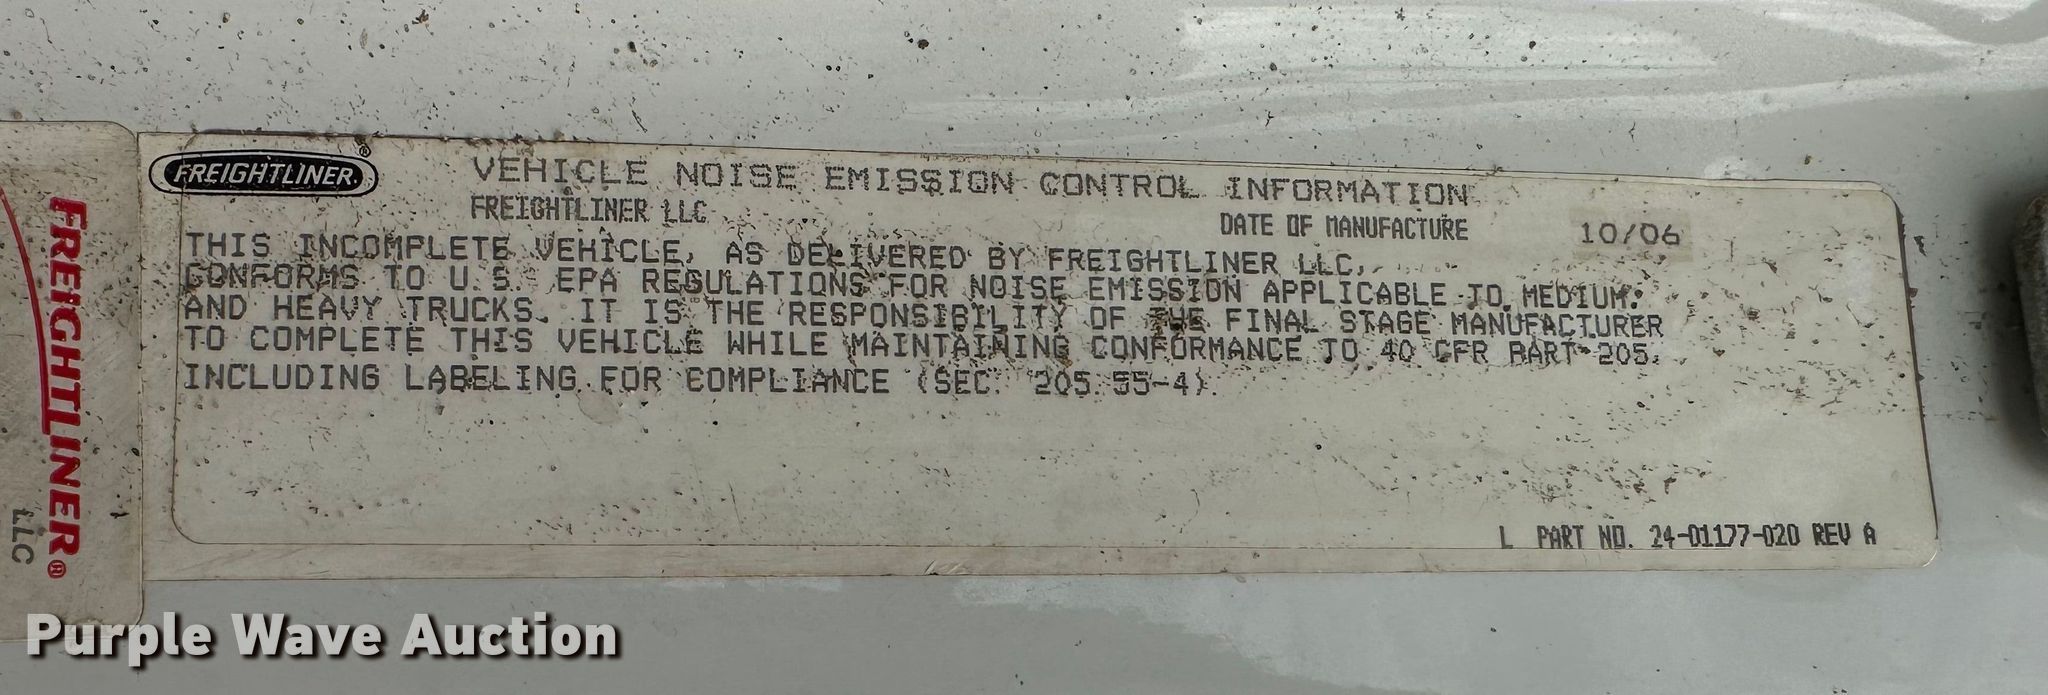 FREIGHTLINER®
VEHICLE NOISE EMISSION CONTROL INFORMATION
FREIGHTLINER LLC
DATE OF MANUFACTURE 10/06
THIS INCOMPLETE VEHICLE, AS DELIVERED BY FREIGHTLINER LLC,
CONFORMS TO U.S. EPA REGULATIONS FOR NOISE EMISSION APPLICABLE TO MEDIUM
AND HEAVY TRUCKS. IT IS THE RESPONSIBILITY OF THE FINAL STAGE MANUFACTURER
TO COMPLETE THIS VEHICLE WHILE MAINTAINING CONFORMANCE TO 40 CFR PART 205,
INCLUDING LABELING FOR COMPLIANCE (SEC. 205.55-4).
L PART NO. 24-01177-020 REV A
FREIGHTLINER®
LLC
Purple Wave Auction